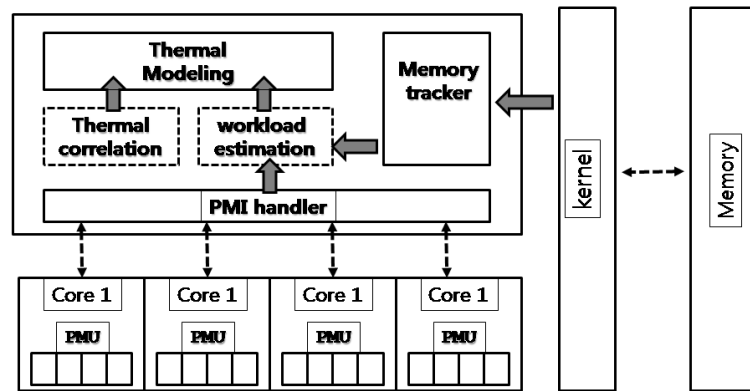 Thermal
Modeling
Memory
tracker
Thermal
correlation
workload
estimation
PMI handler
kernel
Memory
Core 1
Core 1
Core 1
Core 1
PMU
PMU
PMU
PMU